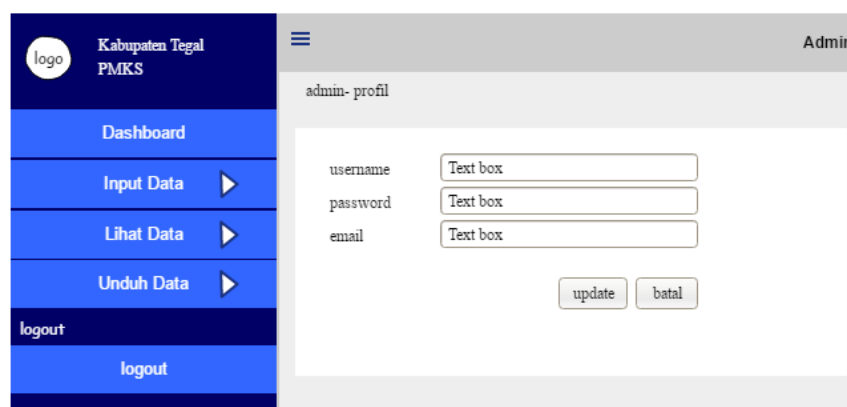 logo
Kabupaten Tegal
PMKS
Dashboard
Input Data
Lihat Data
Unduh Data
logout
logout
admin- profil
username Text box
password Text box
email Text box
update batal